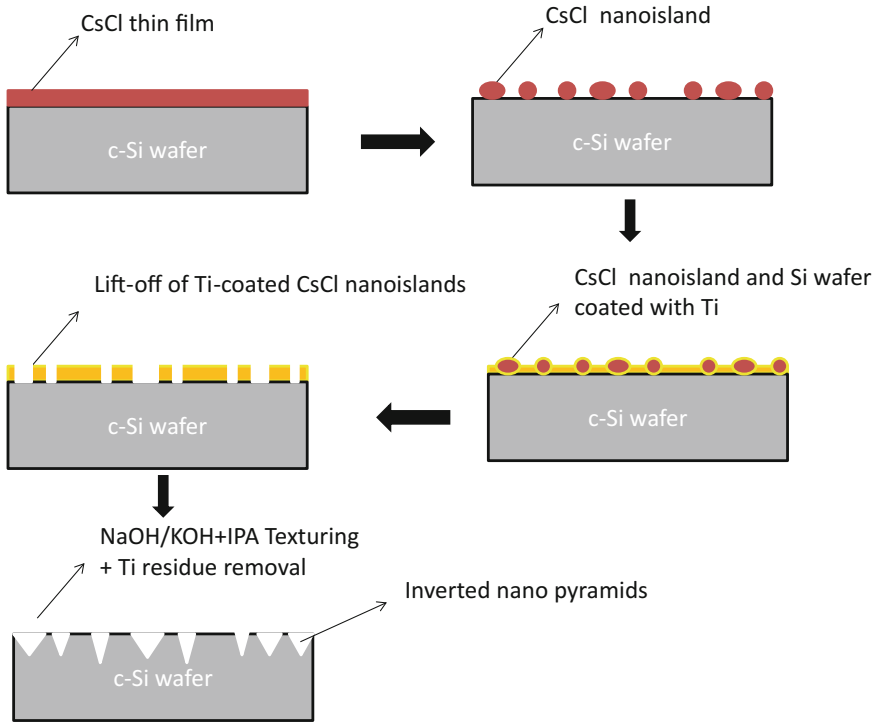 CsCl thin film
c-Si wafer
CsCl nanoisland
c-Si wafer
CsCl nanoisland and Si wafer
coated with Ti
c-Si wafer
Lift-off of Ti-coated CsCl nanoislands
c-Si wafer
NaOH/KOH+IPA Texturing
+ Ti residue removal
Inverted nano pyramids
c-Si wafer